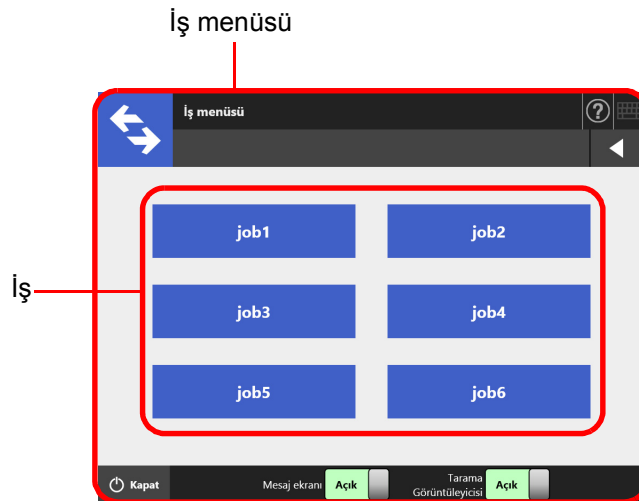 İş menüsü
İş menüsü
?
job1
job2
İş
job3
job4
job5
job6
Kapat
Mesaj ekranı
Açık
Tarama
Görüntüleyicisi
Açık